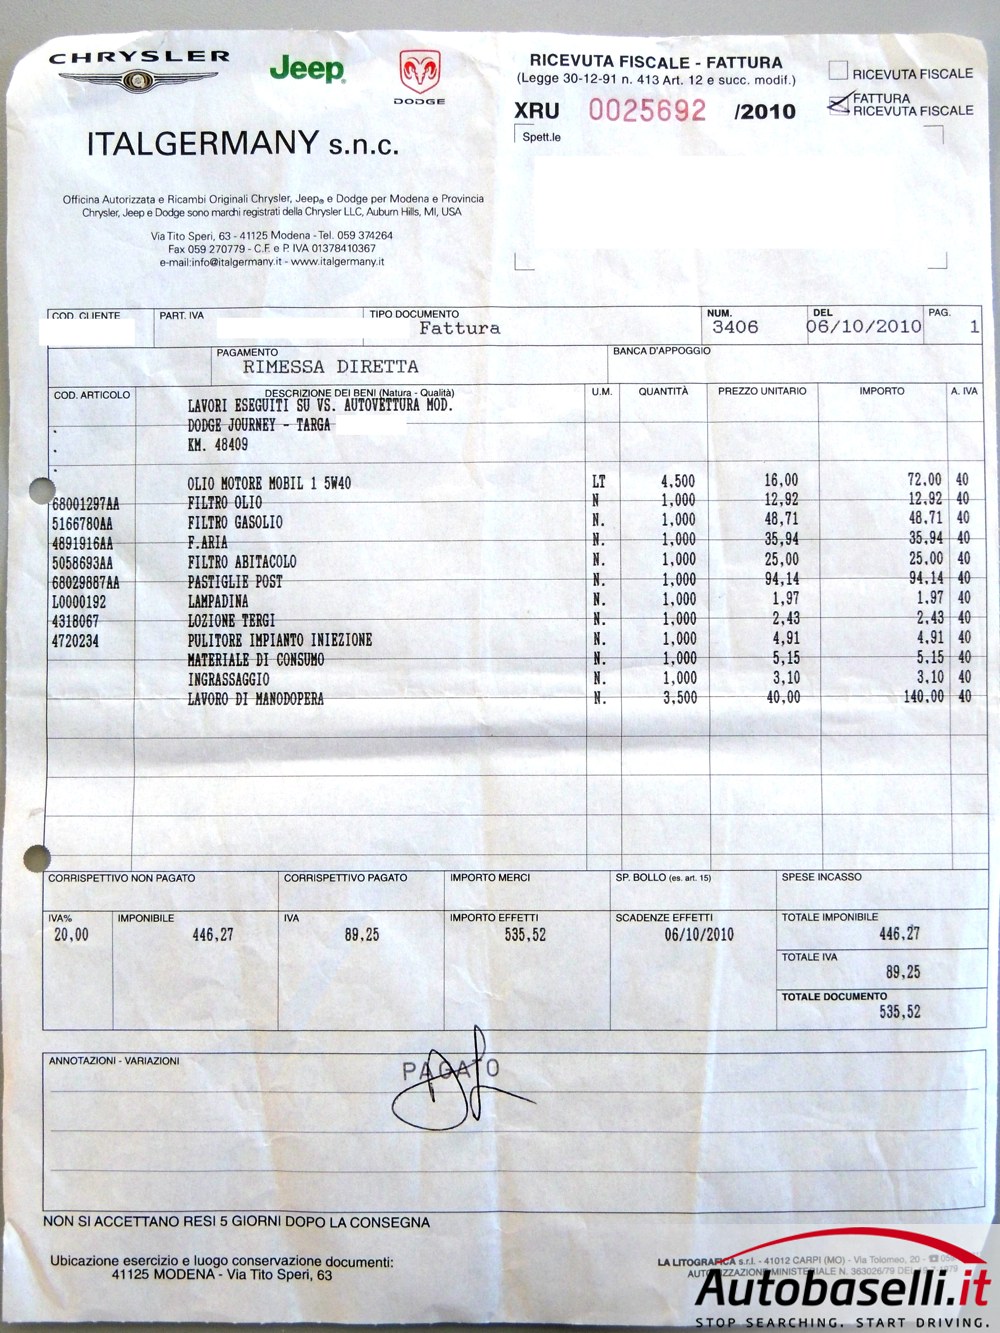 CHRYSLER
Jeep®
DODGE
RICEVUTA FISCALE - FATTURA
(Legge 30-12-91 n. 413 Art. 12 e succ. modif.)
RICEVUTA FISCALE
FATTURA
RICEVUTA FISCALE
XRU 0025692 /2010
Spett.le
ITALGERMANY s.n.c.
Officina Autorizzata e Ricambi Originali Chrysler, Jeep® e Dodge per Modena e Provincia
Chrysler, Jeep e Dodge sono marchi registrati della Chrysler LLC, Auburn Hills, MI, USA
Via Tito Speri, 63 - 41125 Modena - Tel. 059 374264
Fax 059 270779 - C.F. e P. IVA 01378410367
e-mail:info@italgermany.it - www.italgermany.it
COD. CLIENTE PART. IVA TIPO DOCUMENTO NUM. DEL PAG.
Fattura 3406 06/10/2010 1
PAGAMENTO BANCA D'APPOGGIO
RIMESSA DIRETTA
COD. ARTICOLO DESCRIZIONE DEI BENI (Natura - Qualità) U.M. QUANTITÀ PREZZO UNITARIO IMPORTO A. IVA
LAVORI ESEGUITI SU VS. AUTOVETTURA MOD.
. DODGE JOURNEY - TARGA
. KM. 48409
.
OLIO MOTORE MOBIL 1 5W40 LT 4.500 16,00 72,00 40
68001297AA FILTRO OLIO N 1,000 12,92 12,92 40
5166780AA FILTRO GASOLIO N. 1,000 48,71 48,71 40
4891916AA F.ARIA N. 1,000 35,94 35,94 40
5058693AA FILTRO ABITACOLO N. 1,000 25,00 25,00 40
68029887AA PASTIGLIE POST N. 1,000 94,14 94,14 40
L0000192 LAMPADINA N. 1,000 1,97 1,97 40
4318067 LOZIONE TERGI N. 1,000 2,43 2,43 40
4720234 PULITORE IMPIANTO INIEZIONE N. 1,000 4,91 4,91 40
MATERIALE DI CONSUMO N. 1,000 5,15 5,15 40
INGRASSAGGIO N. 1,000 3,10 3,10 40
LAVORO DI MANODOPERA N. 3,500 40,00 140,00 40
CORRISPETTIVO NON PAGATO CORRISPETTIVO PAGATO IMPORTO MERCI SP. BOLLO (es. art. 15) SPESE INCASSO
IVA% IMPONIBILE IVA IMPORTO EFFETTI SCADENZE EFFETTI TOTALE IMPONIBILE
20,00 446,27 89,25 535,52 06/10/2010 446,27
TOTALE IVA
89,25
TOTALE DOCUMENTO
535,52
ANNOTAZIONI - VARIAZIONI
PAGATO
NON SI ACCETTANO RESI 5 GIORNI DOPO LA CONSEGNA
Ubicazione esercizio e luogo conservazione documenti:
41125 MODENA - Via Tito Speri, 63
LA LITOGRAFICA s.r.l. - 41012 CARPI (MO) - Via Tolomeo, 20 -
AUTORIZZAZIONE MINISTERIALE N. 363026/79 DEL
Autobaselli.it
STOP SEARCHING. START DRIVING.